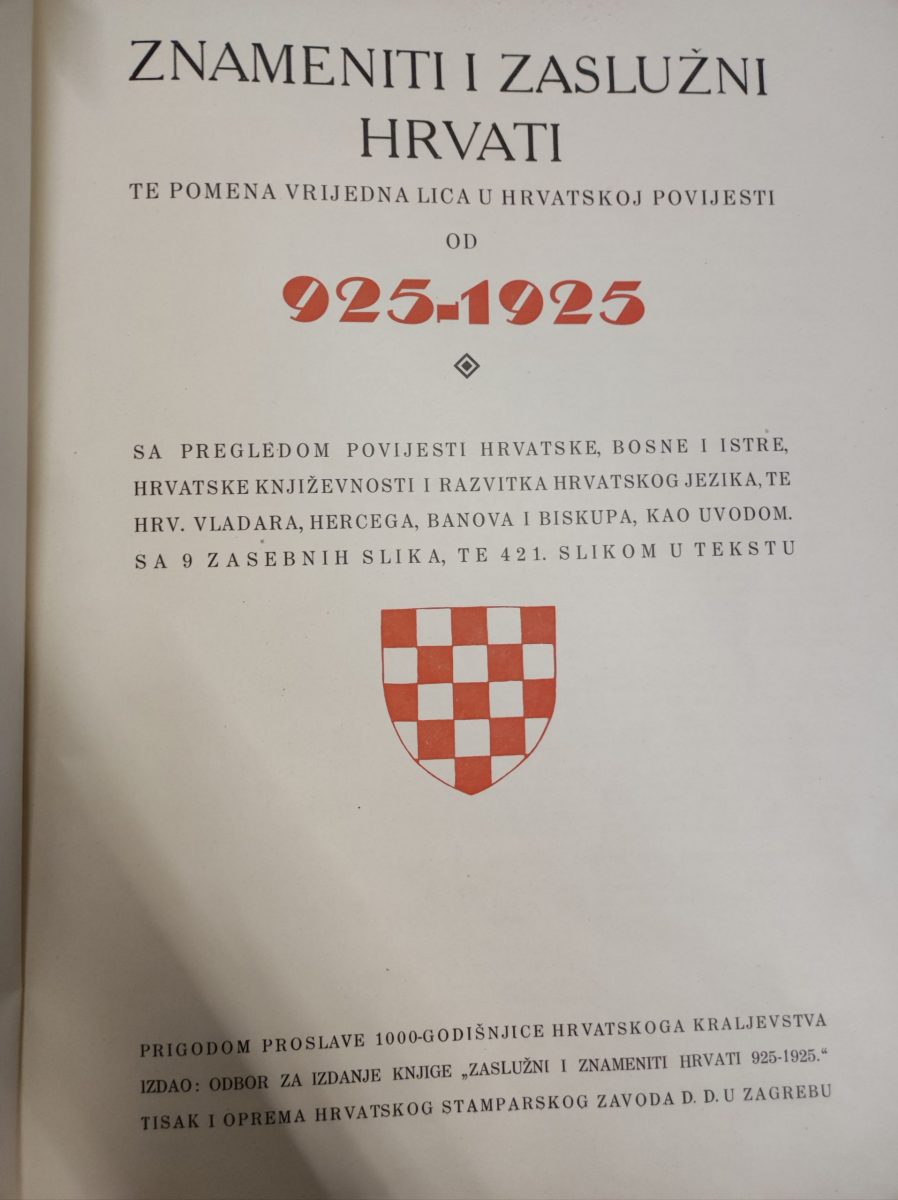 ZNAMENITI I ZASLUŽNI
HRVATI
TE POMENA VRIJEDNA LICA U HRVATSKOJ POVIJESTI
OD
925-1925
SA PREGLEDOM POVIJESTI HRVATSKE, BOSNE I ISTRE,
HRVATSKE KNJIŽEVNOSTI I RAZVITKA HRVATSKOG JEZIKA, TE
HRV. VLADARA, HERCEGA, BANOVA I BISKUPA, KAO UVODOM.
SA 9 ZASEBNIH SLIKA, TE 421. SLIKOM U TEKSTU
PRIGODOM PROSLAVE 1000-GODIŠNJICE HRVATSKOGA KRALJEVSTVA
IZDAO: ODBOR ZA IZDANJE KNJIGE „ZASLUŽNI I ZNAMENITI HRVATI 925-1925.“
TISAK I OPREMA HRVATSKOG STAMPARSKOG ZAVODA D. D. U ZAGREBU